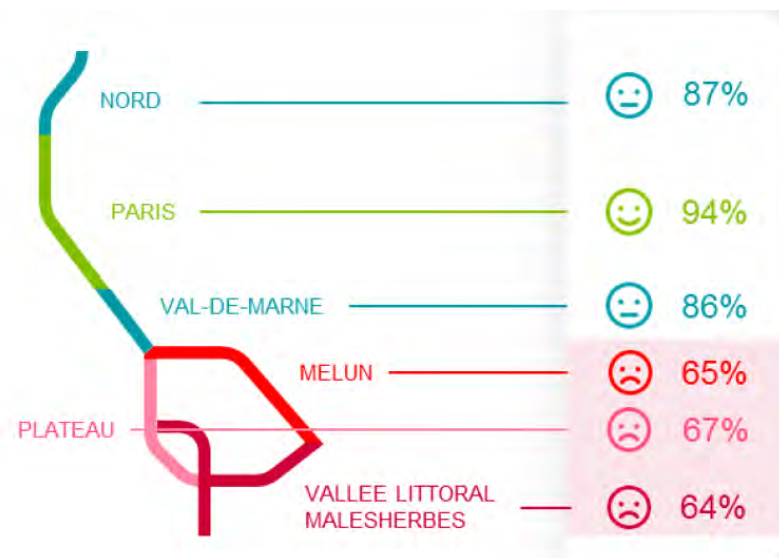 NORD 87%
PARIS 94%
VAL-DE-MARNE 86%
MELUN 65%
PLATEAU 67%
VALLEE LITTORAL
MALESHERBES 64%